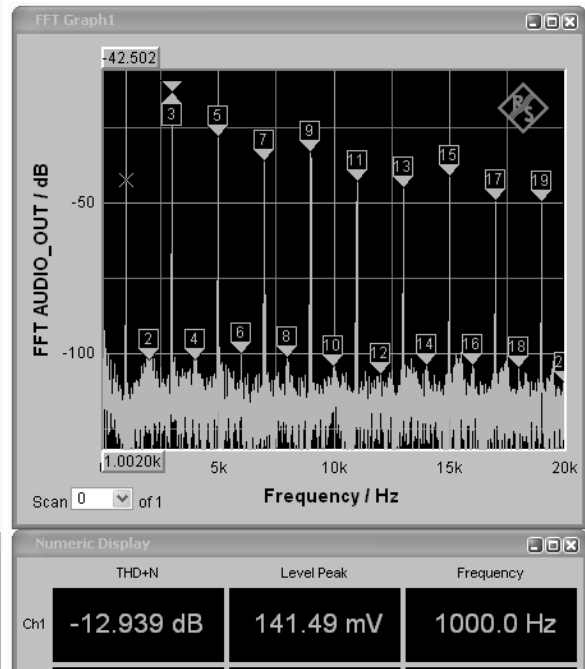 FFT Graph1
-42.502
R&S
3
5
7
9
11
13
15
17
19
2
4
6
8
10
12
14
16
18
2
FFT AUDIO_OUT / dB
-50
-100
1.0020k
5k
10k
15k
20k
Frequency / Hz
Scan 0 of 1
Numeric Display
THD+N Level Peak Frequency
Ch1 -12.939 dB 141.49 mV 1000.0 Hz